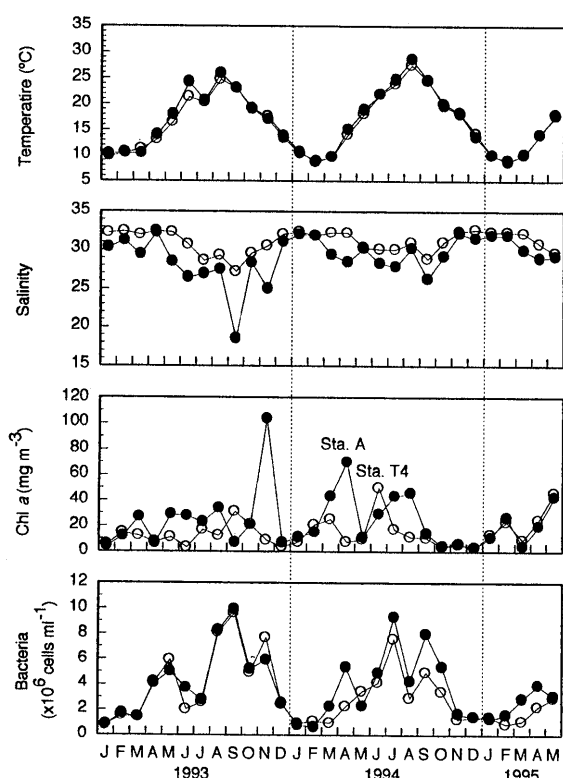 35
30
25
20
15
10
5
Temperatire (ºC)
35
30
25
20
15
Salinity
120
100
80
60
40
20
0
Chl a (mg m-3)
Sta. A
Sta. T4
12
10
8
6
4
2
0
Bacteria
(x10⁶ cells ml-1)
J F M A M J J A S O N D J F M A M J J A S O N D J F M A M
1993 1994 1995